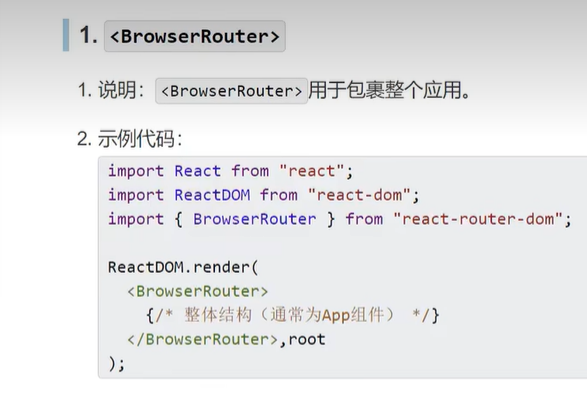 1. <BrowserRouter>
1. 说明：<BrowserRouter>用于包裹整个应用。
2. 示例代码：
import React from "react";
import ReactDOM from "react-dom";
import { BrowserRouter } from "react-router-dom";
ReactDOM.render(
<BrowserRouter>
{/* 整体结构（通常为App组件） */}
</BrowserRouter>,root
);